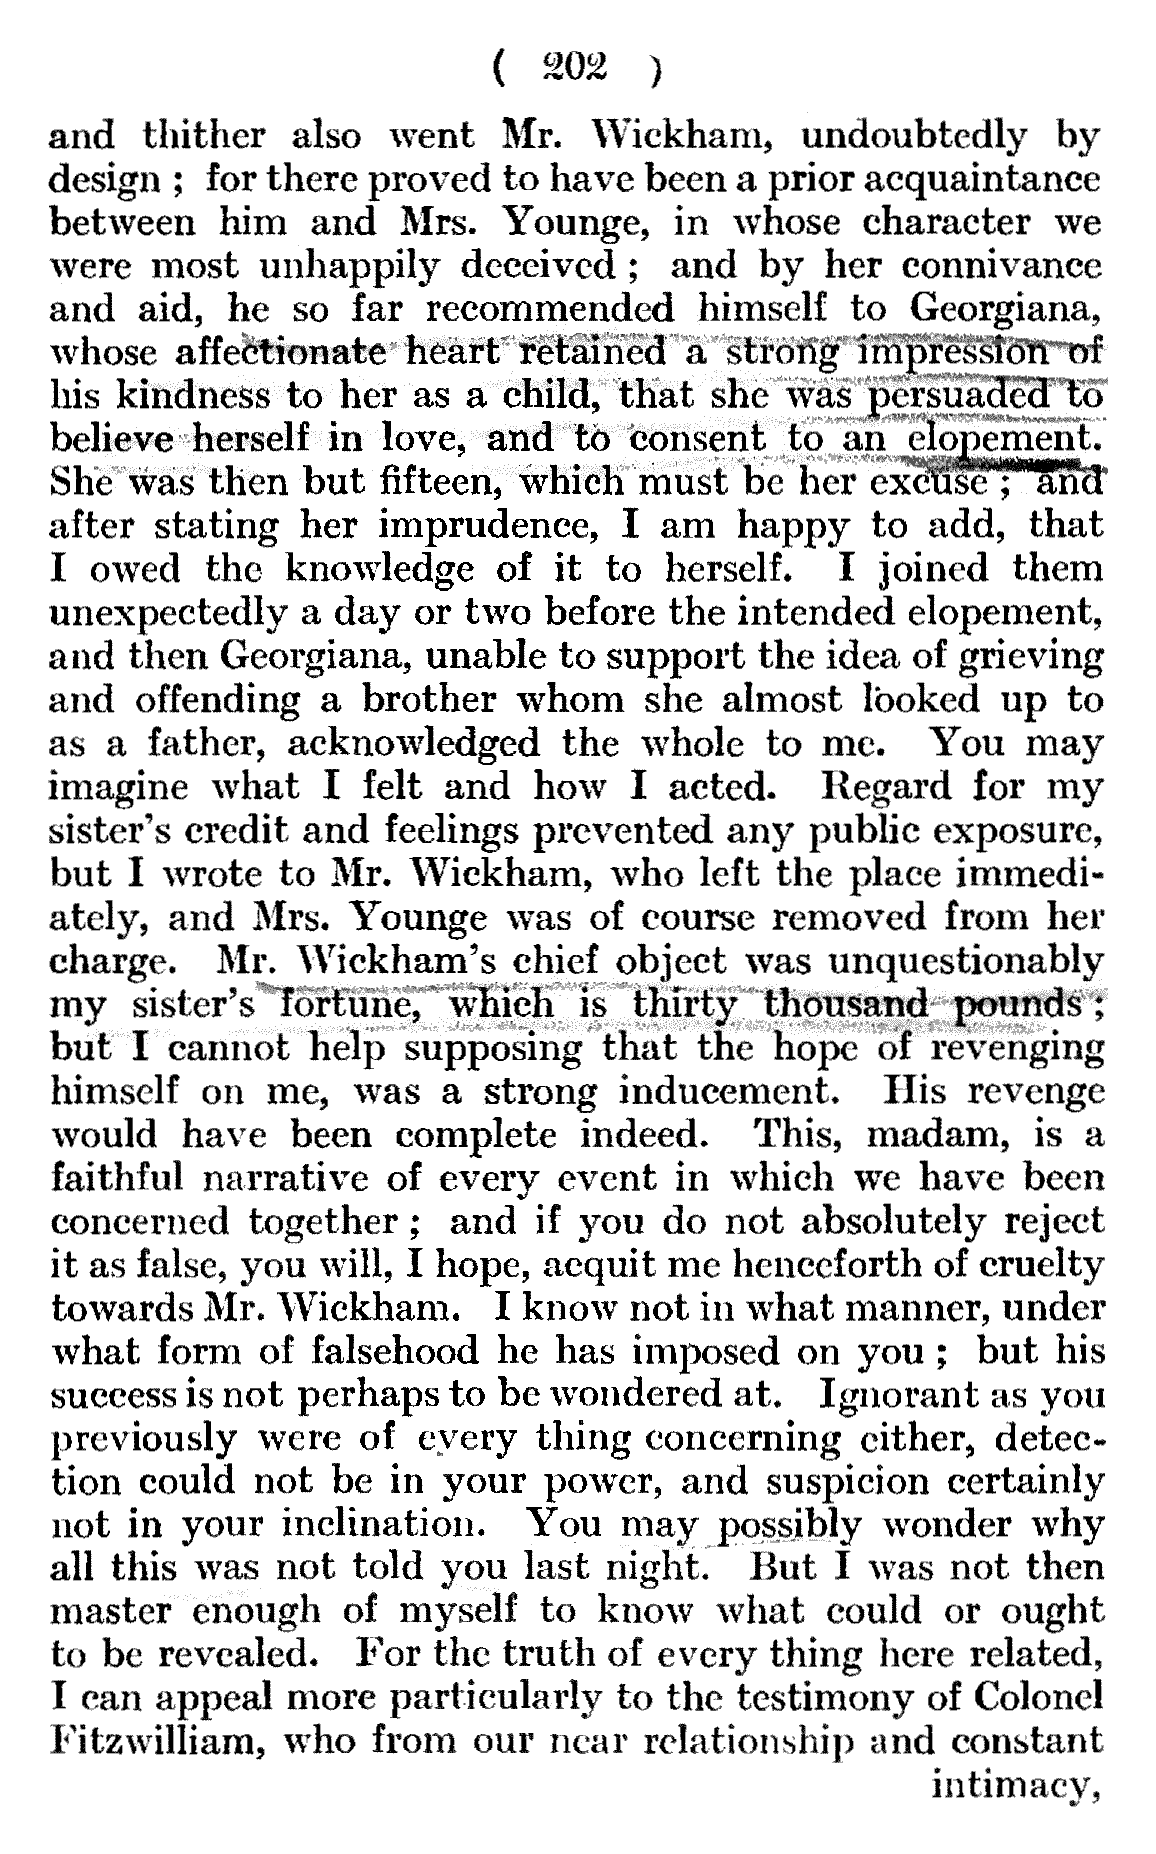 ( 202 )
and thither also went Mr. Wickham, undoubtedly by
design ; for there proved to have been a prior acquaintance
between him and Mrs. Younge, in whose character we
were most unhappily deceived ; and by her connivance
and aid, he so far recommended himself to Georgiana,
whose affectionate heart retained a strong impression of
his kindness to her as a child, that she was persuaded to
believe herself in love, and to consent to an elopement.
She was then but fifteen, which must be her excuse ; and
after stating her imprudence, I am happy to add, that
I owed the knowledge of it to herself. I joined them
unexpectedly a day or two before the intended elopement,
and then Georgiana, unable to support the idea of grieving
and offending a brother whom she almost looked up to
as a father, acknowledged the whole to me. You may
imagine what I felt and how I acted. Regard for my
sister's credit and feelings prevented any public exposure,
but I wrote to Mr. Wickham, who left the place immedi-
ately, and Mrs. Younge was of course removed from her
charge. Mr. Wickham's chief object was unquestionably
my sister's fortune, which is thirty thousand pounds ;
but I cannot help supposing that the hope of revenging
himself on me, was a strong inducement. His revenge
would have been complete indeed. This, madam, is a
faithful narrative of every event in which we have been
concerned together ; and if you do not absolutely reject
it as false, you will, I hope, acquit me henceforth of cruelty
towards Mr. Wickham. I know not in what manner, under
what form of falsehood he has imposed on you ; but his
success is not perhaps to be wondered at. Ignorant as you
previously were of every thing concerning either, detec-
tion could not be in your power, and suspicion certainly
not in your inclination. You may possibly wonder why
all this was not told you last night. But I was not then
master enough of myself to know what could or ought
to be revealed. For the truth of every thing here related,
I can appeal more particularly to the testimony of Colonel
Fitzwilliam, who from our near relationship and constant
intimacy,